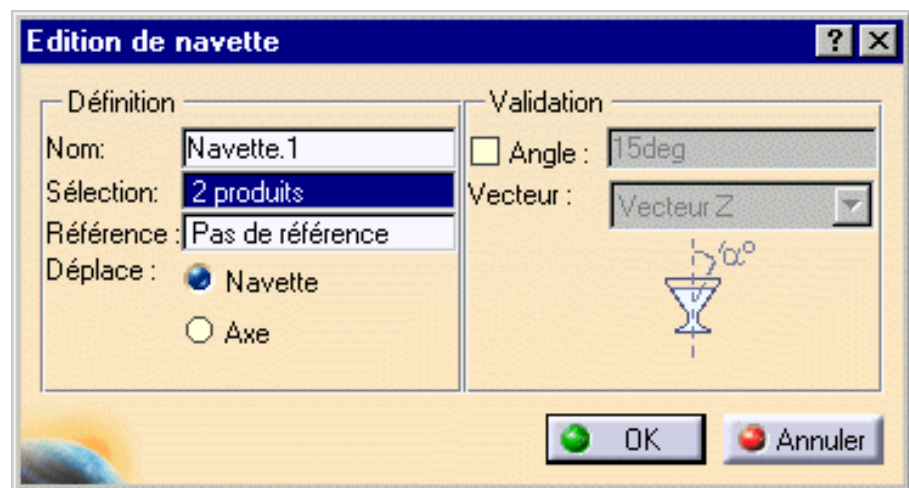 Edition de navette
Définition
Nom: Navette.1
Sélection: 2 produits
Référence : Pas de référence
Déplace : Navette
Axe
Validation
Angle : 15deg
Vecteur : Vecteur Z
α°
OK
Annuler